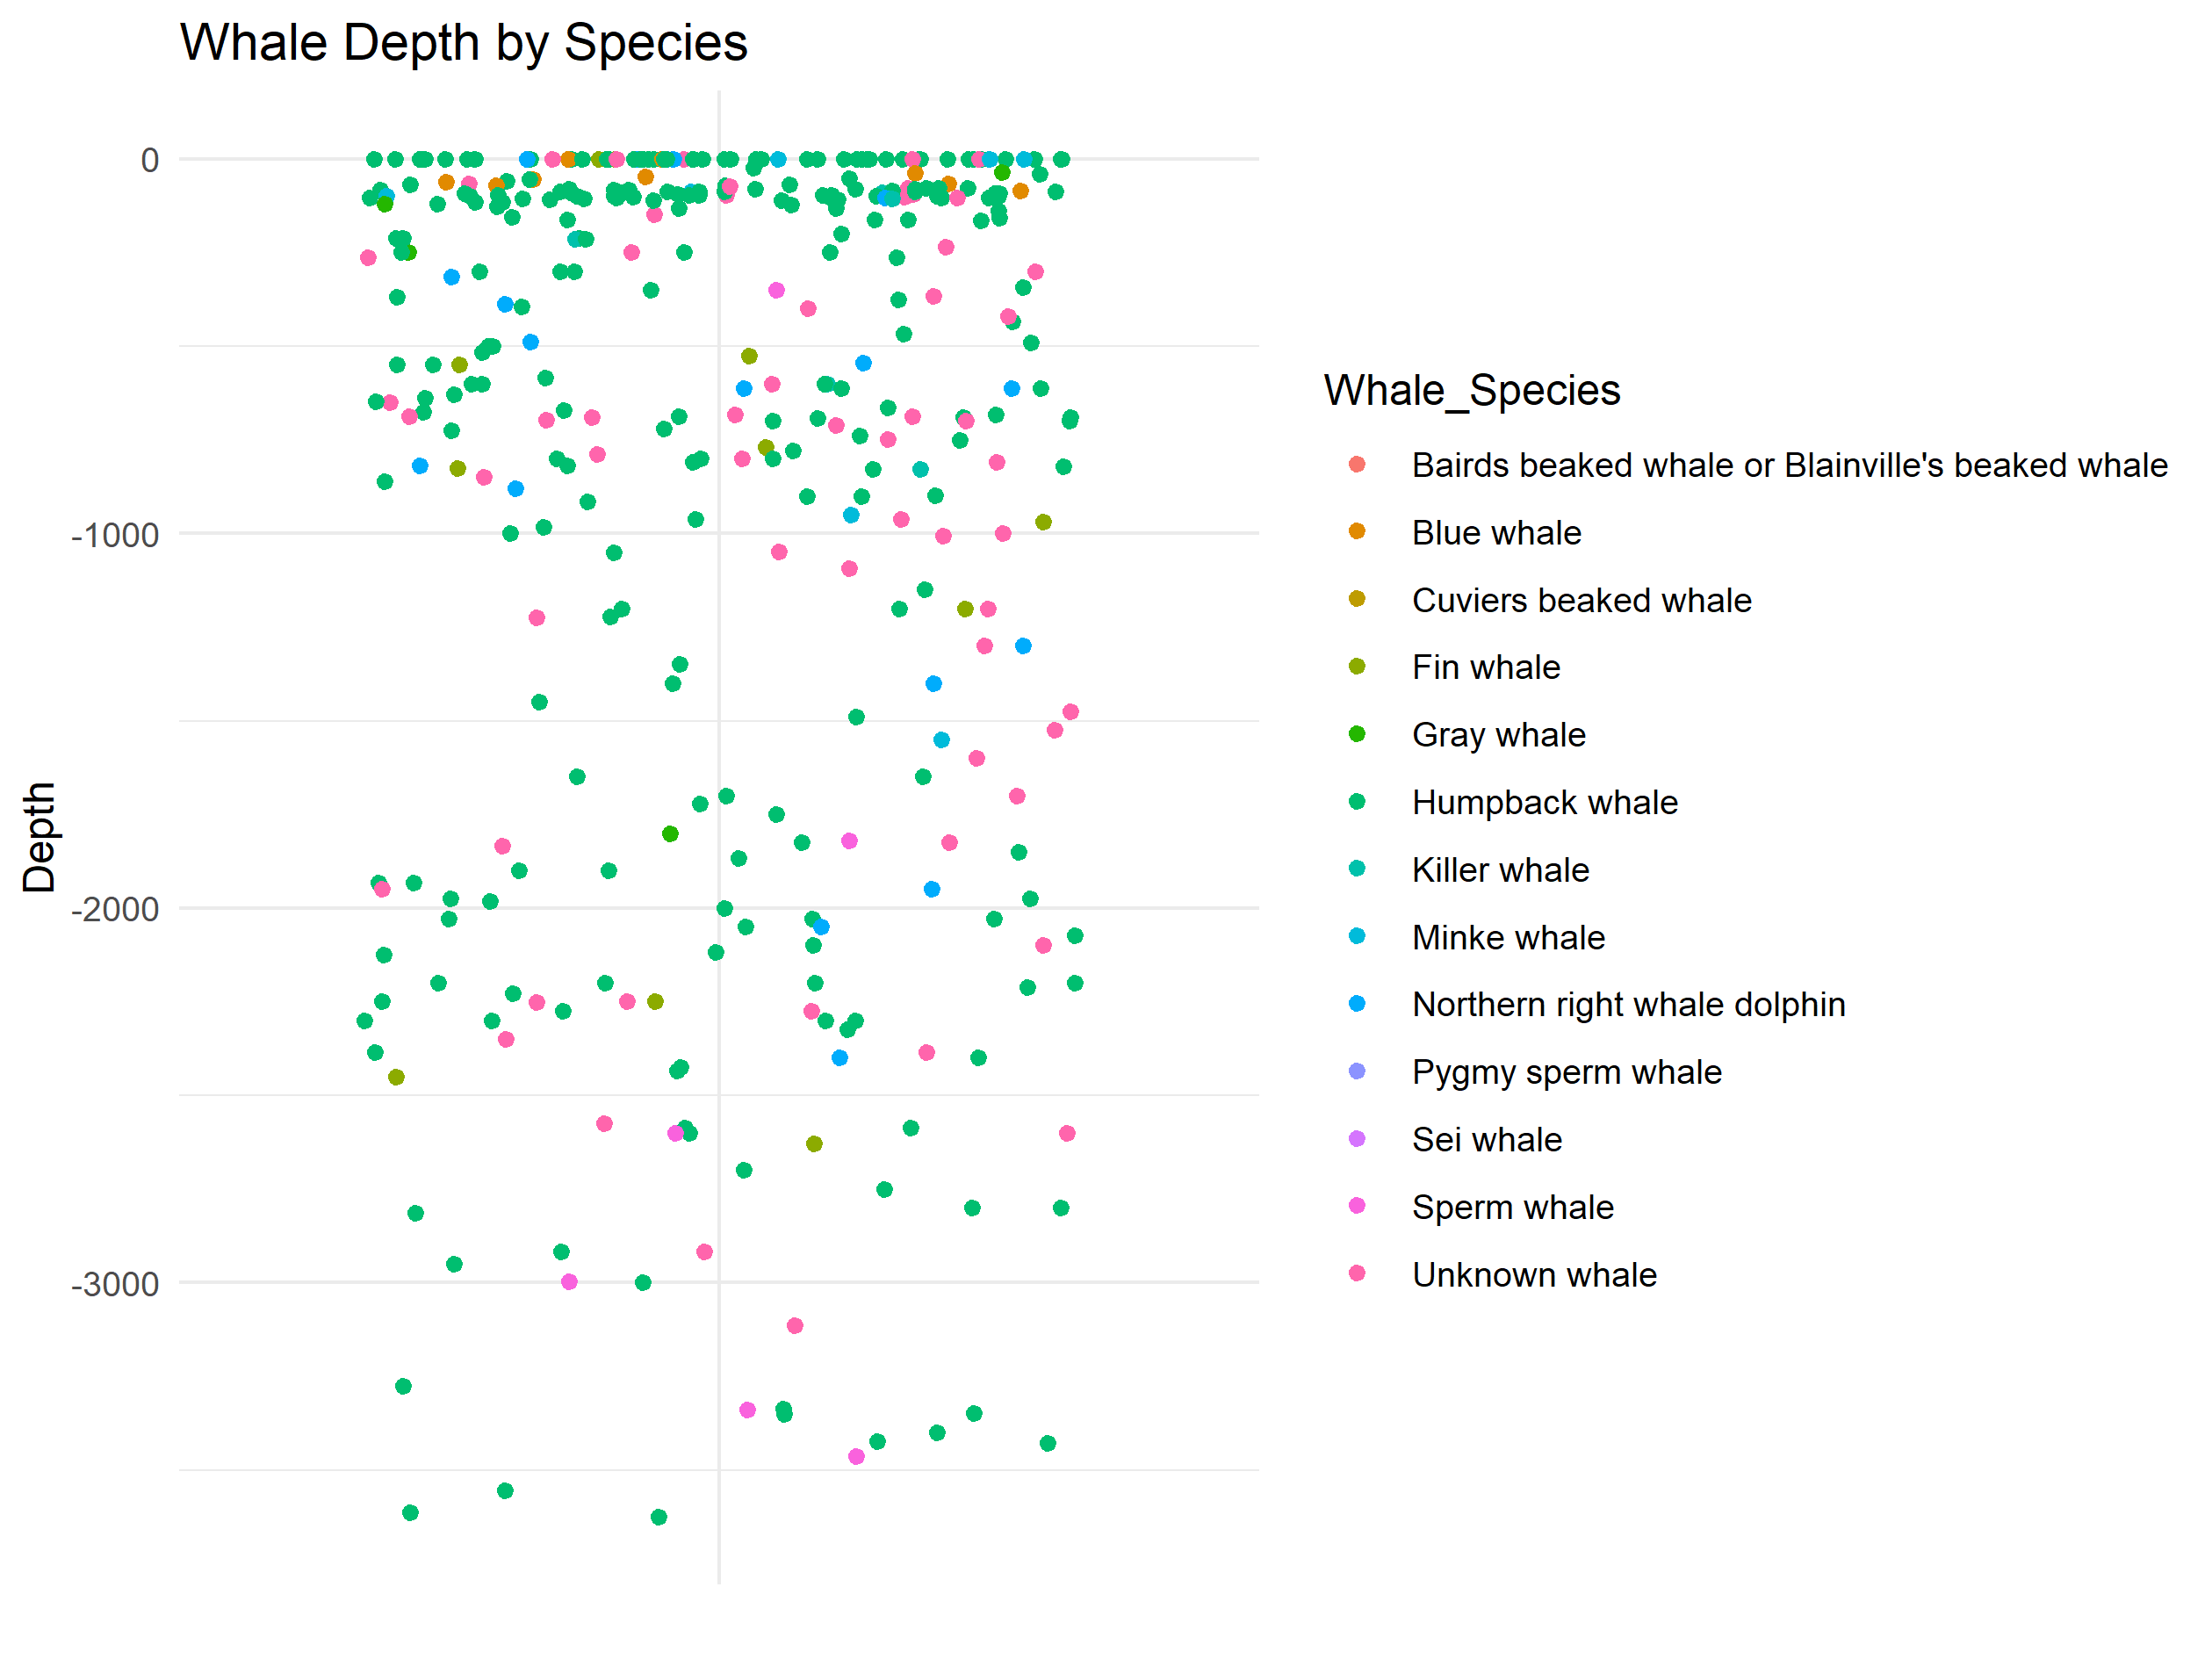 Whale Depth by Species
0
-1000
-2000
-3000
Depth
Whale_Species
Bairds beaked whale or Blainville's beaked whale
Blue whale
Cuviers beaked whale
Fin whale
Gray whale
Humpback whale
Killer whale
Minke whale
Northern right whale dolphin
Pygmy sperm whale
Sei whale
Sperm whale
Unknown whale